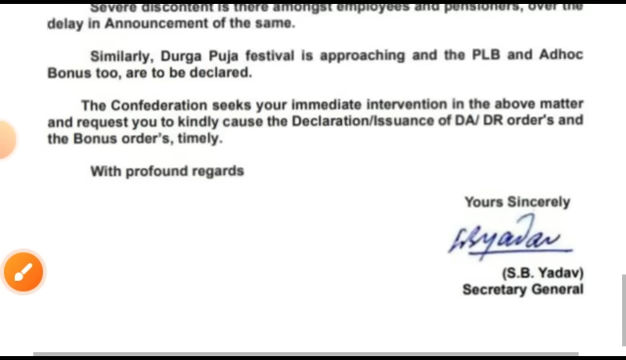 Severe discontent is there amongst employees and pensioners, over the
delay in Announcement of the same.
Similarly, Durga Puja festival is approaching and the PLB and Adhoc
Bonus too, are to be declared.
The Confederation seeks your immediate intervention in the above matter
and request you to kindly cause the Declaration/Issuance of DA/ DR order's and
the Bonus order's, timely.
With profound regards
Yours Sincerely
SByadav
(S.B. Yadav)
Secretary General